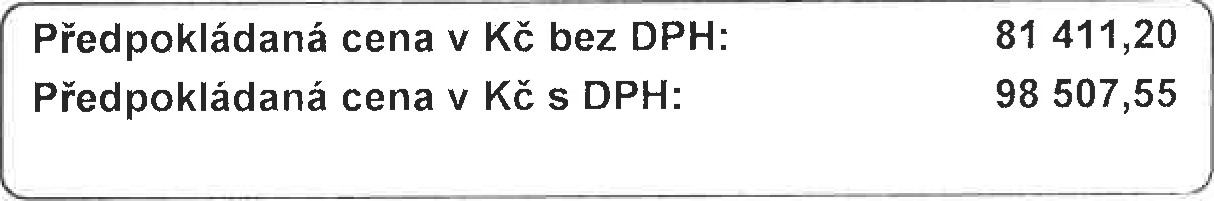 Předpokládaná cena v Kč bez DPH: 81 411,20
Předpokládaná cena v Kč s DPH: 98 507,55